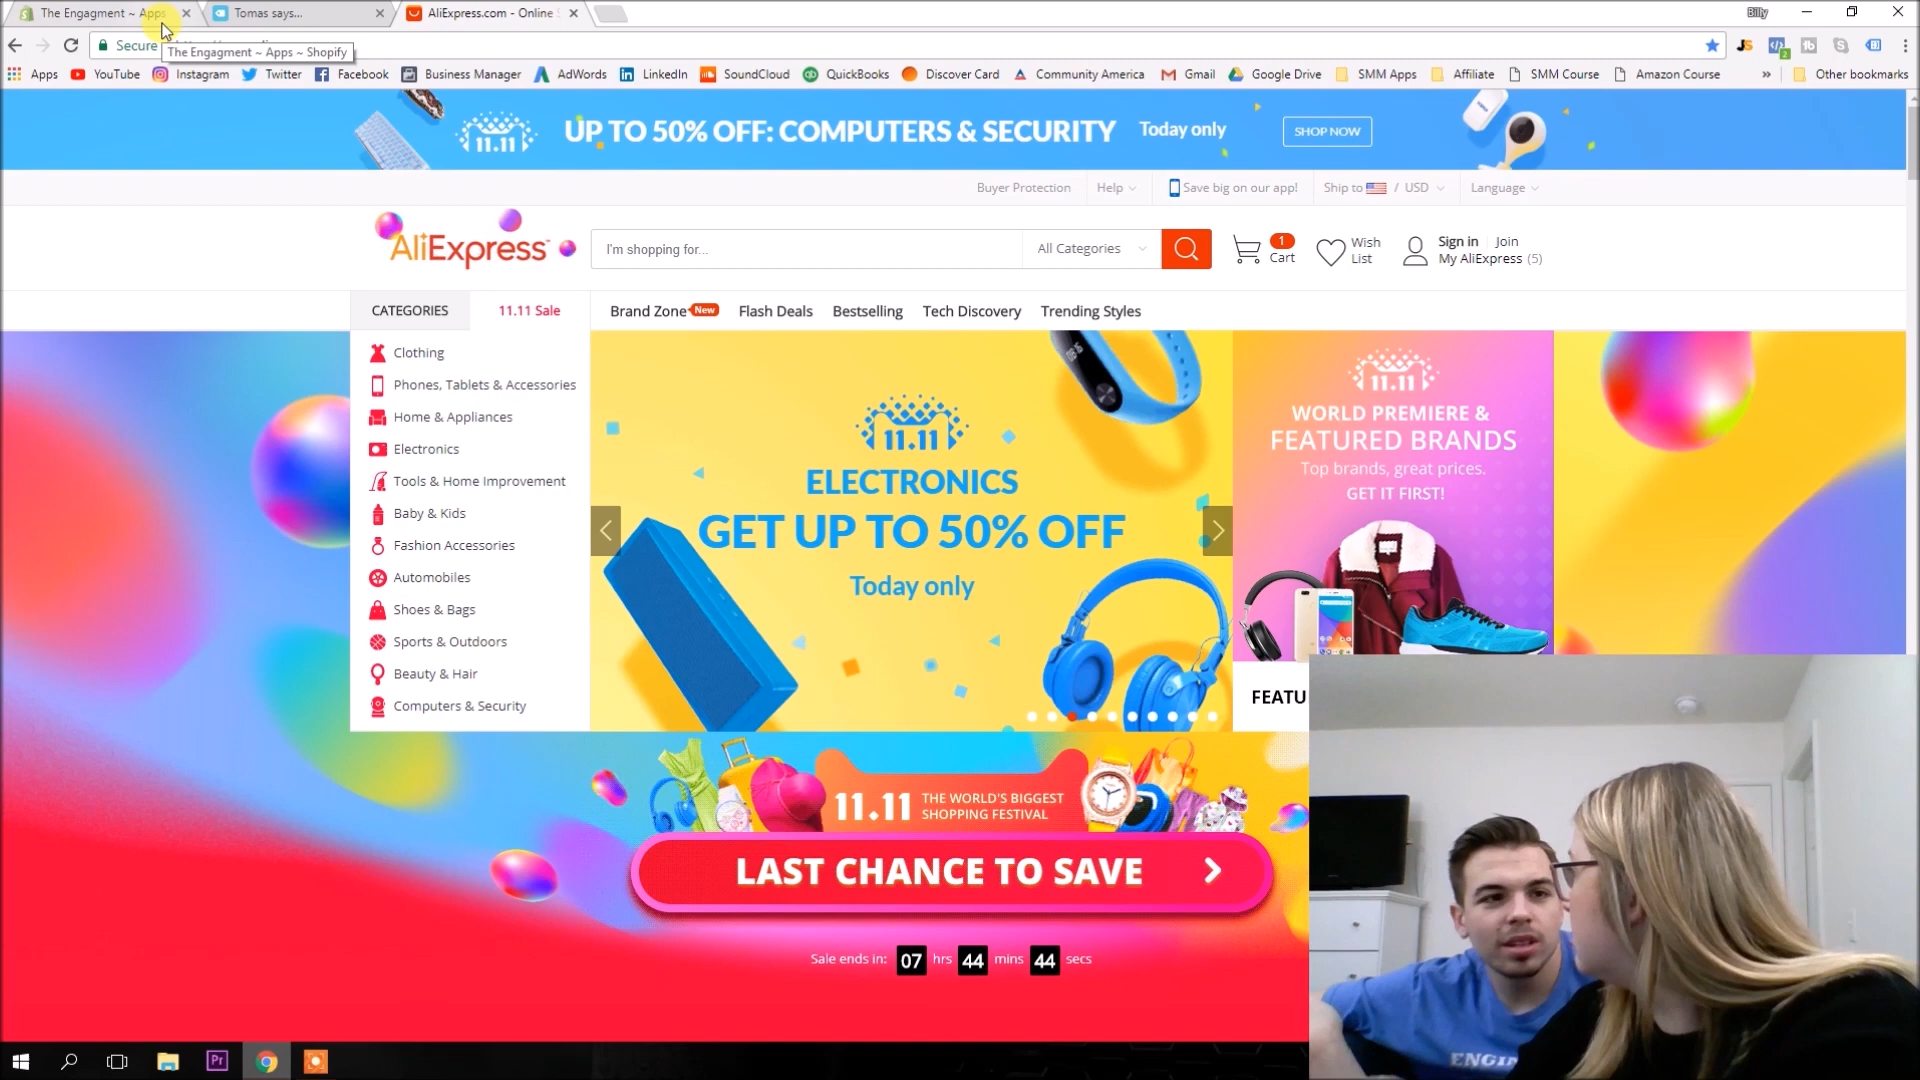 The Engagment ~ Apps
Tomas says...
AliExpress.com - Online
Billy
Secure
The Engagment ~ Apps ~ Shopify
Apps
YouTube
Instagram
Twitter
Facebook
Business Manager
AdWords
LinkedIn
SoundCloud
QuickBooks
Discover Card
Community America
Gmail
Google Drive
SMM Apps
Affiliate
SMM Course
Amazon Course
»
Other bookmarks
11.11
UP TO 50% OFF: COMPUTERS & SECURITY
Today only
SHOP NOW
Buyer Protection
Help
Save big on our app!
Ship to / USD
Language
AliExpress
I'm shopping for...
All Categories
1
Cart
Wish
List
Sign in
Join
My AliExpress (5)
CATEGORIES
11.11 Sale
Brand Zone
New
Flash Deals
Bestselling
Tech Discovery
Trending Styles
Clothing
Phones, Tablets & Accessories
Home & Appliances
Electronics
Tools & Home Improvement
Baby & Kids
Fashion Accessories
Automobiles
Shoes & Bags
Sports & Outdoors
Beauty & Hair
Computers & Security
11.11
ELECTRONICS
GET UP TO 50% OFF
Today only
11.11
WORLD PREMIERE &
FEATURED BRANDS
Top brands, great prices.
GET IT FIRST!
FEATU
11.11
THE WORLD'S BIGGEST
SHOPPING FESTIVAL
LAST CHANCE TO SAVE
Sale ends in: 07 hrs 44 mins 44 secs
Pr
ENGIN